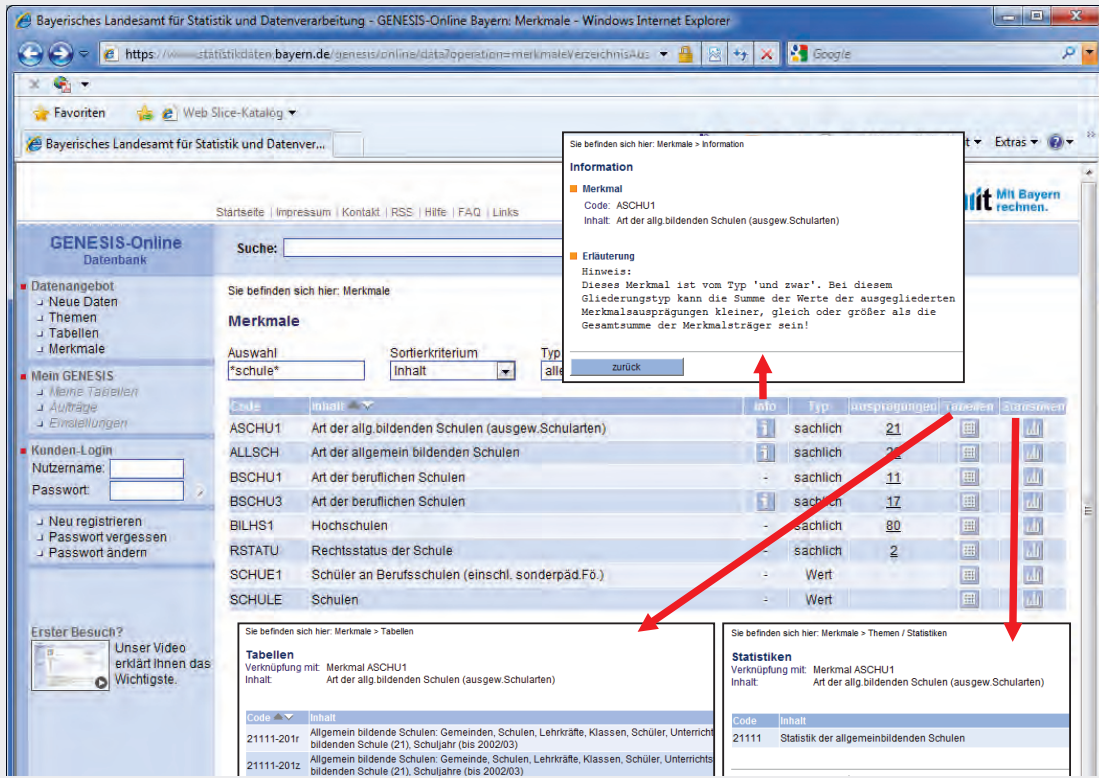 Bayerisches Landesamt für Statistik und Datenverarbeitung - GENESIS-Online Bayern: Merkmale - Windows Internet Explorer
https://www.statistikdaten.bayern.de/genesis/online/data?operation=merkmaleVerzeichnisAus
Google
Favoriten
Web Slice-Katalog
Bayerisches Landesamt für Statistik und Datenver...
Extras
Startseite | Impressum | Kontakt | RSS | Hilfe | FAQ | Links
Mit Bayern
rechnen.
GENESIS-Online
Datenbank
Suche:
Datenangebot
Neue Daten
Themen
Tabellen
Merkmale
Mein GENESIS
Meine Tabellen
Aufträge
Einstellungen
Kunden-Login
Nutzername:
Passwort:
Neu registrieren
Passwort vergessen
Passwort ändern
Erster Besuch?
Unser Video
erklärt Ihnen das
Wichtigste.
Sie befinden sich hier: Merkmale
Merkmale
Auswahl Sortierkriterium Typ
*schule* Inhalt alle
Code Inhalt Info Typ Ausprägungen Tabellen Statistiken
ASCHU1 Art der allg.bildenden Schulen (ausgew.Schularten) sachlich 21
ALLSCH Art der allgemein bildenden Schulen sachlich
BSCHU1 Art der beruflichen Schulen - sachlich 11
BSCHU3 Art der beruflichen Schulen sachlich 17
BILHS1 Hochschulen - sachlich 80
RSTATU Rechtsstatus der Schule - sachlich 2
SCHUE1 Schüler an Berufsschulen (einschl. sonderpäd.Fö.) - Wert
SCHULE Schulen - Wert
Sie befinden sich hier: Merkmale > Information
Information
Merkmal
Code: ASCHU1
Inhalt: Art der allg.bildenden Schulen (ausgew.Schularten)
Erläuterung
Hinweis:
Dieses Merkmal ist vom Typ 'und zwar'. Bei diesem
Gliederungstyp kann die Summe der Werte der ausgegliederten
Merkmalsausprägungen kleiner, gleich oder größer als die
Gesamtsumme der Merkmalsträger sein!
zurück
Sie befinden sich hier: Merkmale > Tabellen
Tabellen
Verknüpfung mit: Merkmal ASCHU1
Inhalt: Art der allg.bildenden Schulen (ausgew.Schularten)
Code Inhalt
21111-201r Allgemein bildende Schulen: Gemeinden, Schulen, Lehrkräfte, Klassen, Schüler, Unterricht
bildenden Schule (21), Schuljahr (bis 2002/03)
21111-201z Allgemein bildende Schulen: Gemeinde, Schulen, Lehrkräfte, Klassen, Schüler, Unterrichts
bildenden Schule (21), Schuljahre (bis 2002/03)
Sie befinden sich hier: Merkmale > Themen / Statistiken
Statistiken
Verknüpfung mit: Merkmal ASCHU1
Inhalt: Art der allg.bildenden Schulen (ausgew.Schularten)
Code Inhalt
21111 Statistik der allgemeinbildenden Schulen